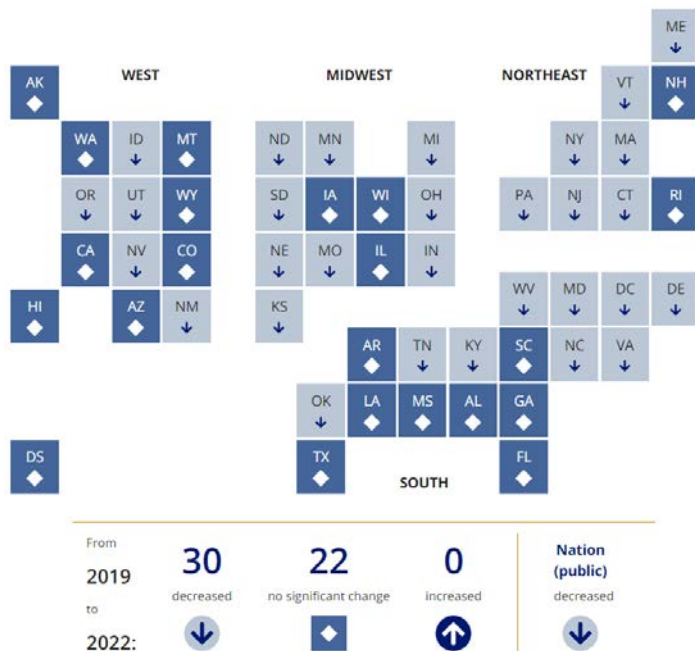 ME
WEST MIDWEST NORTHEAST
AK VT NH
WA ID MT ND MN MI NY MA
OR UT WY SD IA WI OH PA NJ CT RI
CA NV CO NE MO IL IN
HI AZ NM KS WV MD DC DE
AR TN KY SC NC VA
OK LA MS AL GA
DS TX FL
SOUTH
From
2019
to
2022:
30
decreased
22
no significant change
0
increased
Nation
(public)
decreased